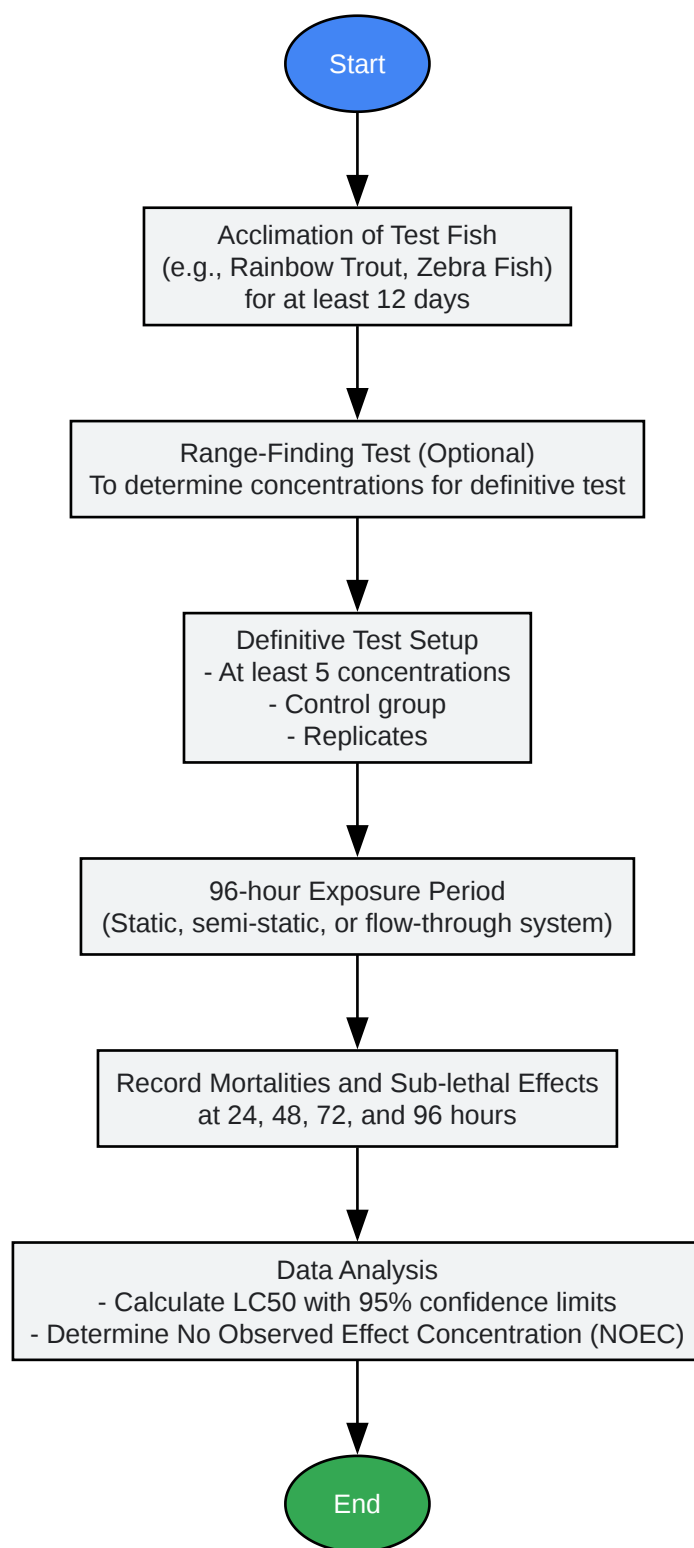 Start
Acclimation of Test Fish
(e.g., Rainbow Trout, Zebra Fish)
for at least 12 days
Range-Finding Test (Optional)
To determine concentrations for definitive test
Definitive Test Setup
- At least 5 concentrations
- Control group
- Replicates
96-hour Exposure Period
(Static, semi-static, or flow-through system)
Record Mortalities and Sub-lethal Effects
at 24, 48, 72, and 96 hours
Data Analysis
- Calculate LC50 with 95% confidence limits
- Determine No Observed Effect Concentration (NOEC)
End